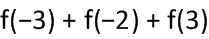 f(−3) + f(−2) + f(3)